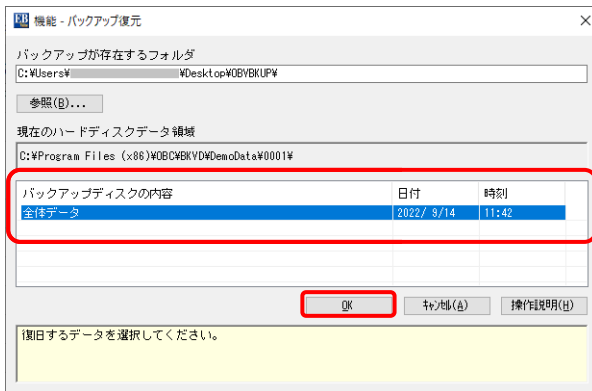 EB 機能 - バックアップ復元
バックアップが存在するフォルダ
C:¥Users¥ ¥Desktop¥OBYBKUP¥
参照(B)...
現在のハードディスクデータ領域
C:¥Program Files (x86)¥OBC¥BKYD¥DemoData¥0001¥
バックアップディスクの内容 日付 時刻
全体データ 2022/ 9/14 11:42
OK キャンセル(A) 操作説明(H)
復旧するデータを選択してください。